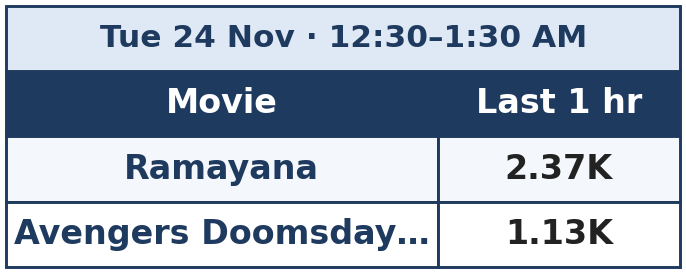 Tue 24 Nov · 12:30–1:30 AM
Movie Last 1 hr
Ramayana 2.37K
Avengers Doomsday... 1.13K